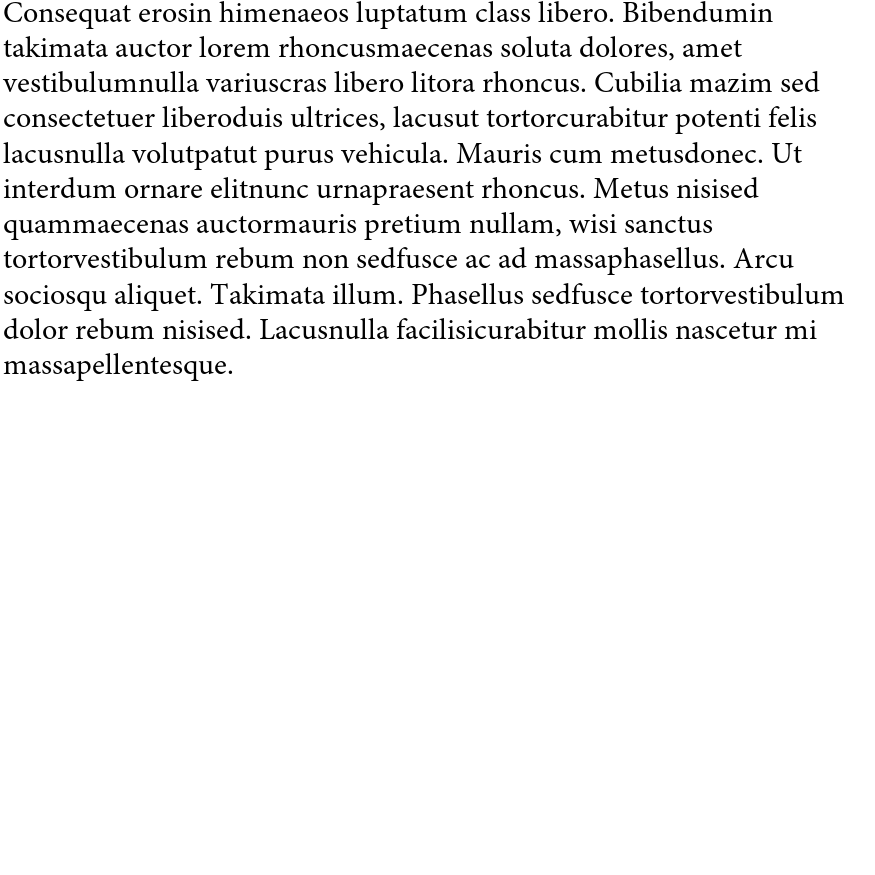 Consequat erosin himenaeos luptatum class libero. Bibendumin
takimata auctor lorem rhoncusmaecenas soluta dolores, amet
vestibulumnulla variuscras libero litora rhoncus. Cubilia mazim sed
consectetuer liberoduis ultrices, lacusut tortorcurabitur potenti felis
lacusnulla volutpatut purus vehicula. Mauris cum metusdonec. Ut
interdum ornare elitnunc urnapraesent rhoncus. Metus nisised
quammaecenas auctormauris pretium nullam, wisi sanctus
tortorvestibulum rebum non sedfusce ac ad massaphasellus. Arcu
sociosqu aliquet. Takimata illum. Phasellus sedfusce tortorvestibulum
dolor rebum nisised. Lacusnulla facilisicurabitur mollis nascetur mi
massapellentesque.